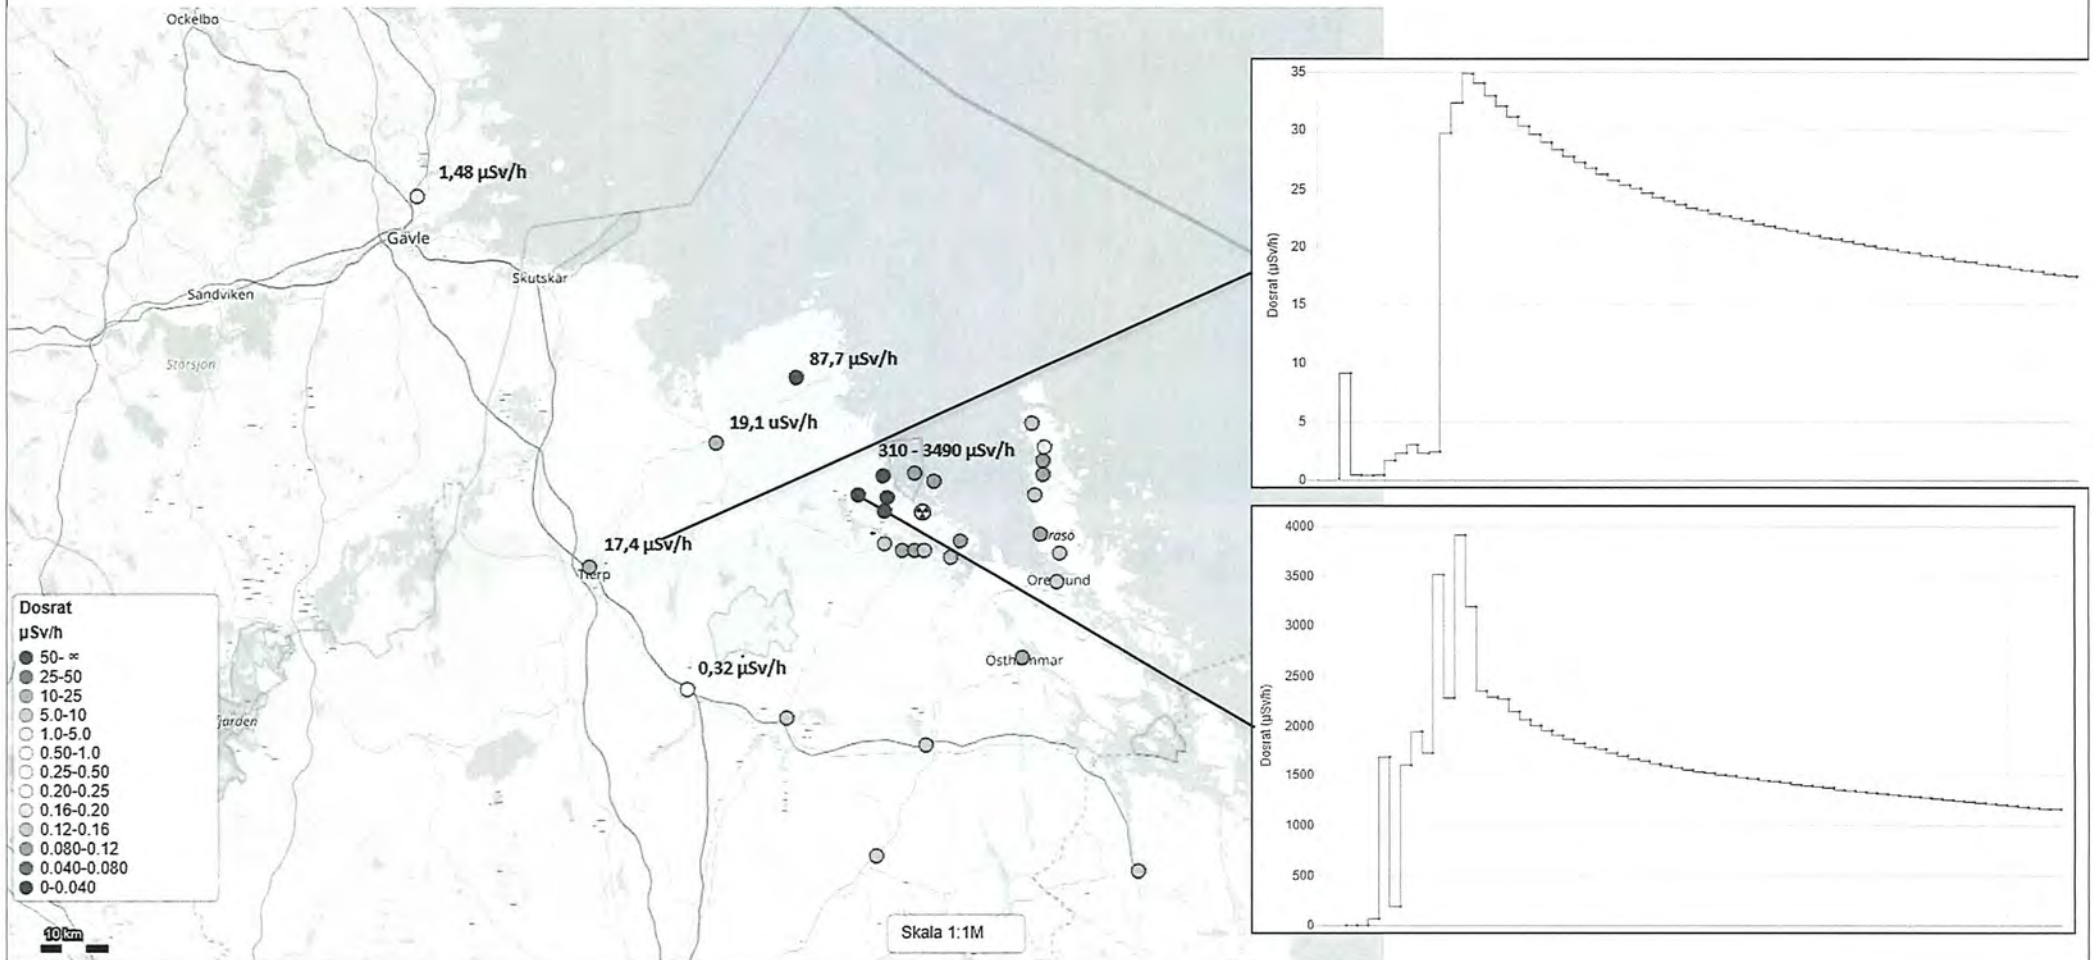 Ockelbo
1,48 µSv/h
Gävle
Skutskär
Sandviken
Storsjön
87,7 µSv/h
19,1 uSv/h
310 - 3490 µSv/h
17,4 µSv/h
Tierp
0,32 µSv/h
Skala 1:1M
Dosrat
µSv/h
50- ∞
25-50
10-25
5.0-10
1.0-5.0
0.50-1.0
0.25-0.50
0.20-0.25
0.16-0.20
0.12-0.16
0.080-0.12
0.040-0.080
0-0.040
10 km
Dosrat (µSv/h)
35
30
25
20
15
10
5
0
Dosrat (µSv/h)
4000
3500
3000
2500
2000
1500
1000
500
0